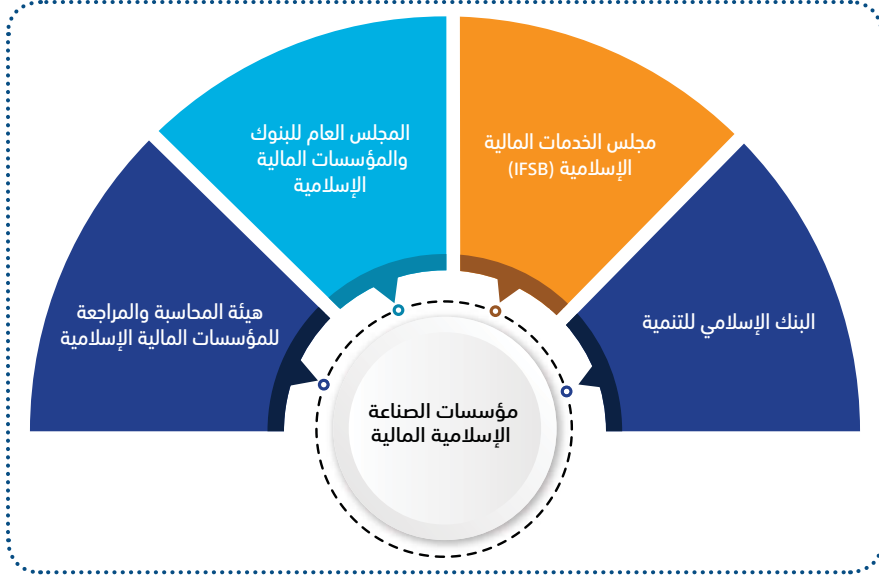 البنك الإسلامي للتنمية
مجلس الخدمات المالية
الإسلامية (IFSB)
المجلس العام للبنوك
والمؤسسات المالية
الإسلامية
هيئة المحاسبة والمراجعة
للمؤسسات المالية الإسلامية
مؤسسات الصناعة
الإسلامية المالية